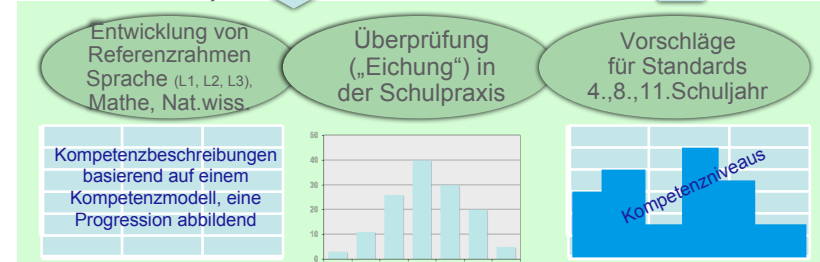 Entwicklung von
Referenzrahmen
Sprache (L1, L2, L3),
Mathe, Nat.wiss.
Überprüfung
(„Eichung“) in
der Schulpraxis
Vorschläge
für Standards
4.,8.,11.Schuljahr
Kompetenzbeschreibungen
basierend auf einem
Kompetenzmodell, eine
Progression abbildend
50
40
30
20
10
0
Kompetenzniveaus